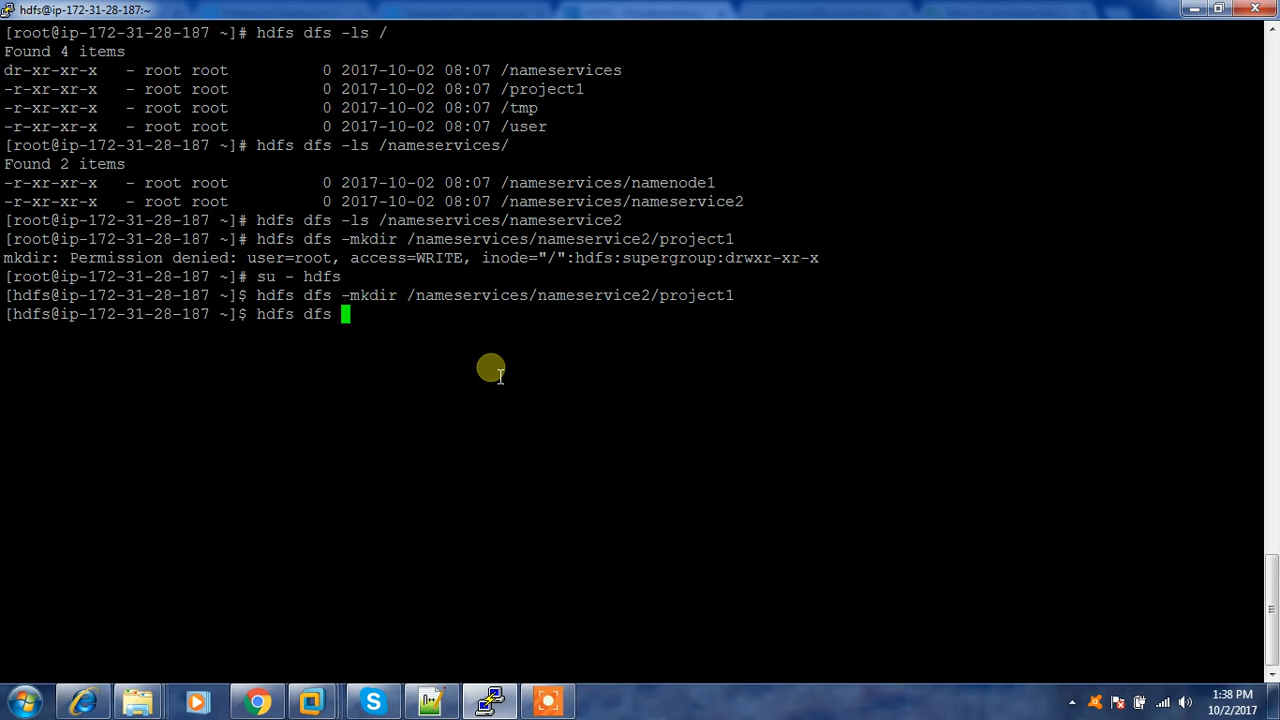 hdfs@ip-172-31-28-187:~
[root@ip-172-31-28-187 ~]# hdfs dfs -ls /
Found 4 items
dr-xr-xr-x   - root root          0 2017-10-02 08:07 /nameservices
-r-xr-xr-x   - root root          0 2017-10-02 08:07 /project1
-r-xr-xr-x   - root root          0 2017-10-02 08:07 /tmp
-r-xr-xr-x   - root root          0 2017-10-02 08:07 /user
[root@ip-172-31-28-187 ~]# hdfs dfs -ls /nameservices/
Found 2 items
-r-xr-xr-x   - root root          0 2017-10-02 08:07 /nameservices/namenode1
-r-xr-xr-x   - root root          0 2017-10-02 08:07 /nameservices/nameservice2
[root@ip-172-31-28-187 ~]# hdfs dfs -ls /nameservices/nameservice2
[root@ip-172-31-28-187 ~]# hdfs dfs -mkdir /nameservices/nameservice2/project1
mkdir: Permission denied: user=root, access=WRITE, inode="/":hdfs:supergroup:drwxr-xr-x
[root@ip-172-31-28-187 ~]# su - hdfs
[hdfs@ip-172-31-28-187 ~]$ hdfs dfs -mkdir /nameservices/nameservice2/project1
[hdfs@ip-172-31-28-187 ~]$ hdfs dfs
1:38 PM
10/2/2017